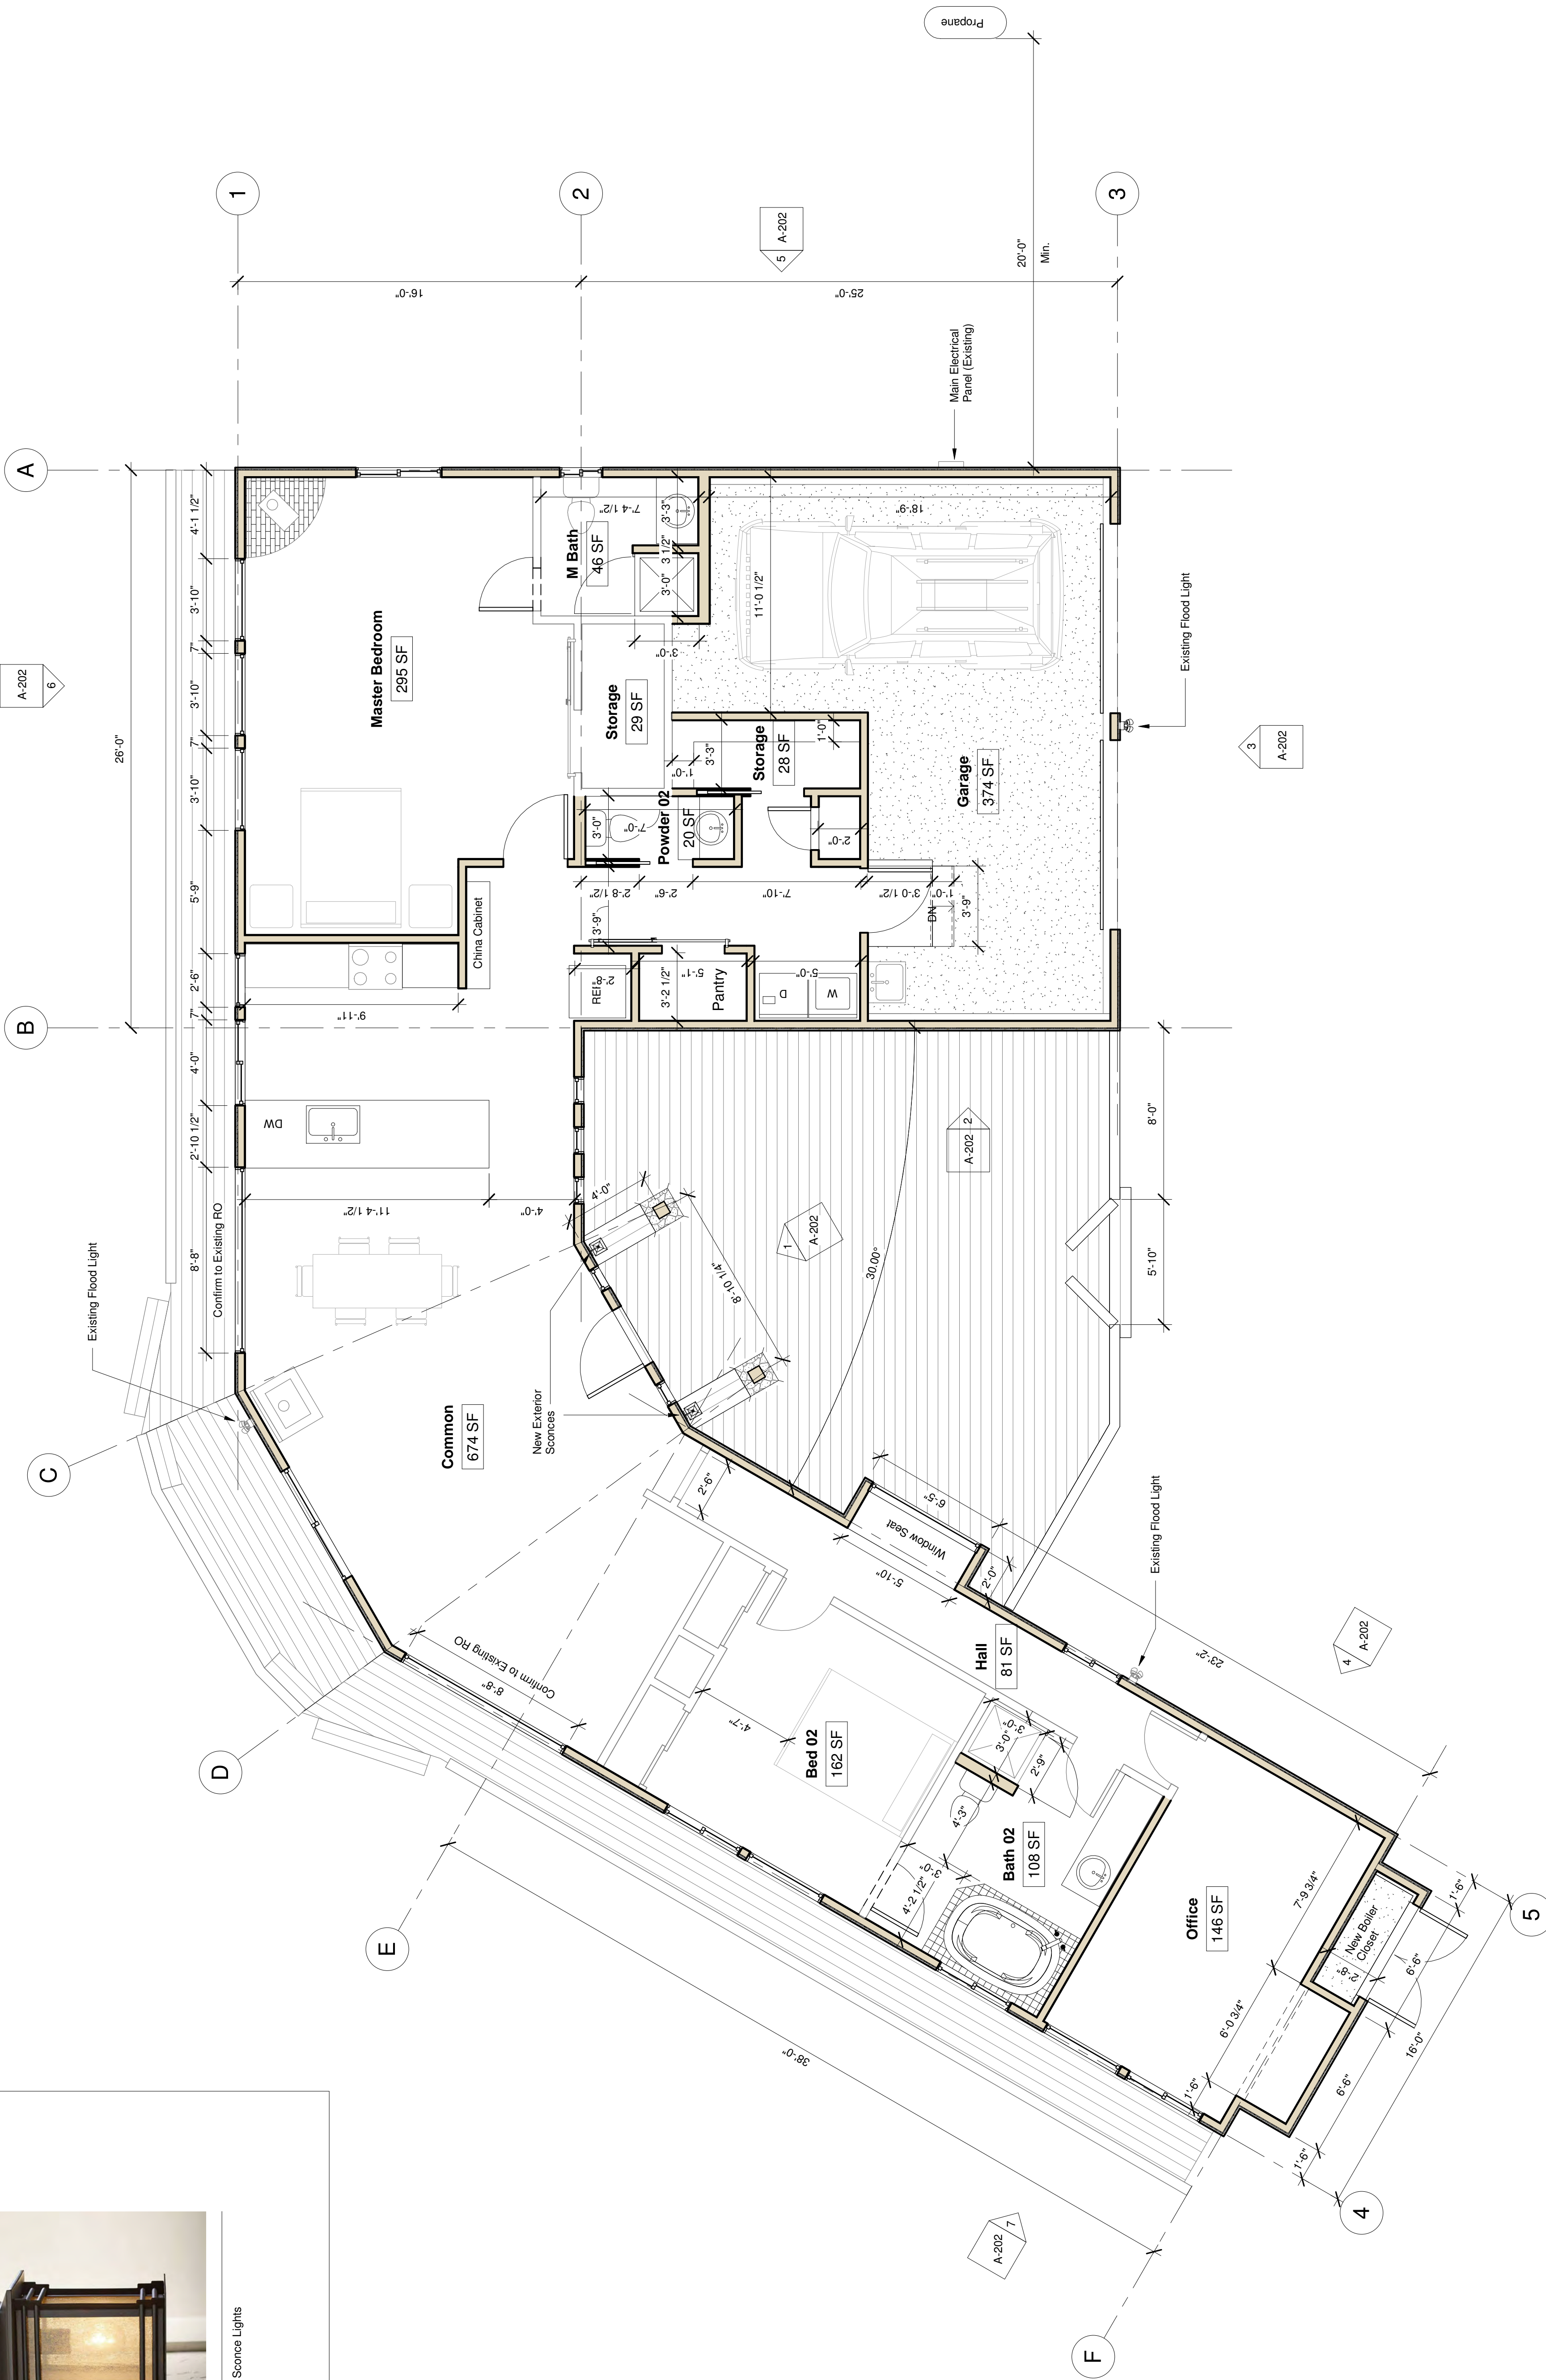 Propane
20'-0"
Min.
1
2
3
16'-0"
25'-0"
5
A-202
Main Electrical
Panel (Existing)
A
B
C
D
E
F
4
5
26'-0"
A-202
6
4'-1 1/2"
3'-10"
7"
3'-10"
7"
3'-10"
5'-9"
2'-6"
7"
4'-0"
2'-10 1/2"
8'-8"
Confirm to Existing RO
Existing Flood Light
Master Bedroom
295 SF
M Bath
46 SF
7'-4 1/2"
3'-3"
3 1/2"
3'-0"
3'-0"
11'-0 1/2"
18'-9"
Storage
29 SF
Storage
28 SF
3'-3"
1'-0"
1'-0"
Powder 02
20 SF
3'-0"
7'-0"
2'-0"
Garage
374 SF
Existing Flood Light
3
A-202
China Cabinet
9'-11"
3'-9"
2'-8 1/2"
2'-6"
7'-10"
3'-0 1/2"
1'-0"
DN
3'-9"
REF
2'-8"
3'-2 1/2"
5'-1"
Pantry
5'-0"
D
W
DW
11'-4 1/2"
4'-0"
4'-0"
8'-10 1/4"
1
A-202
30.00°
A-202
2
8'-0"
5'-10"
Common
674 SF
New Exterior
Sconces
2'-6"
Window Seat
6'-5"
5'-10"
2'-0"
Existing Flood Light
Hall
81 SF
23'-2"
4
A-202
8'-8"
Confirm to Existing RO
4'-7"
Bed 02
162 SF
3'-0"
3'-0"
2'-9"
4'-3"
Bath 02
108 SF
3'-0"
4'-2 1/2"
Office
146 SF
7'-9 3/4"
6'-0 3/4"
New Boiler
Closet
2'-8"
1'-6"
6'-6"
16'-0"
6'-6"
1'-6"
1'-6"
38'-0"
A-202
7
Sconce Lights